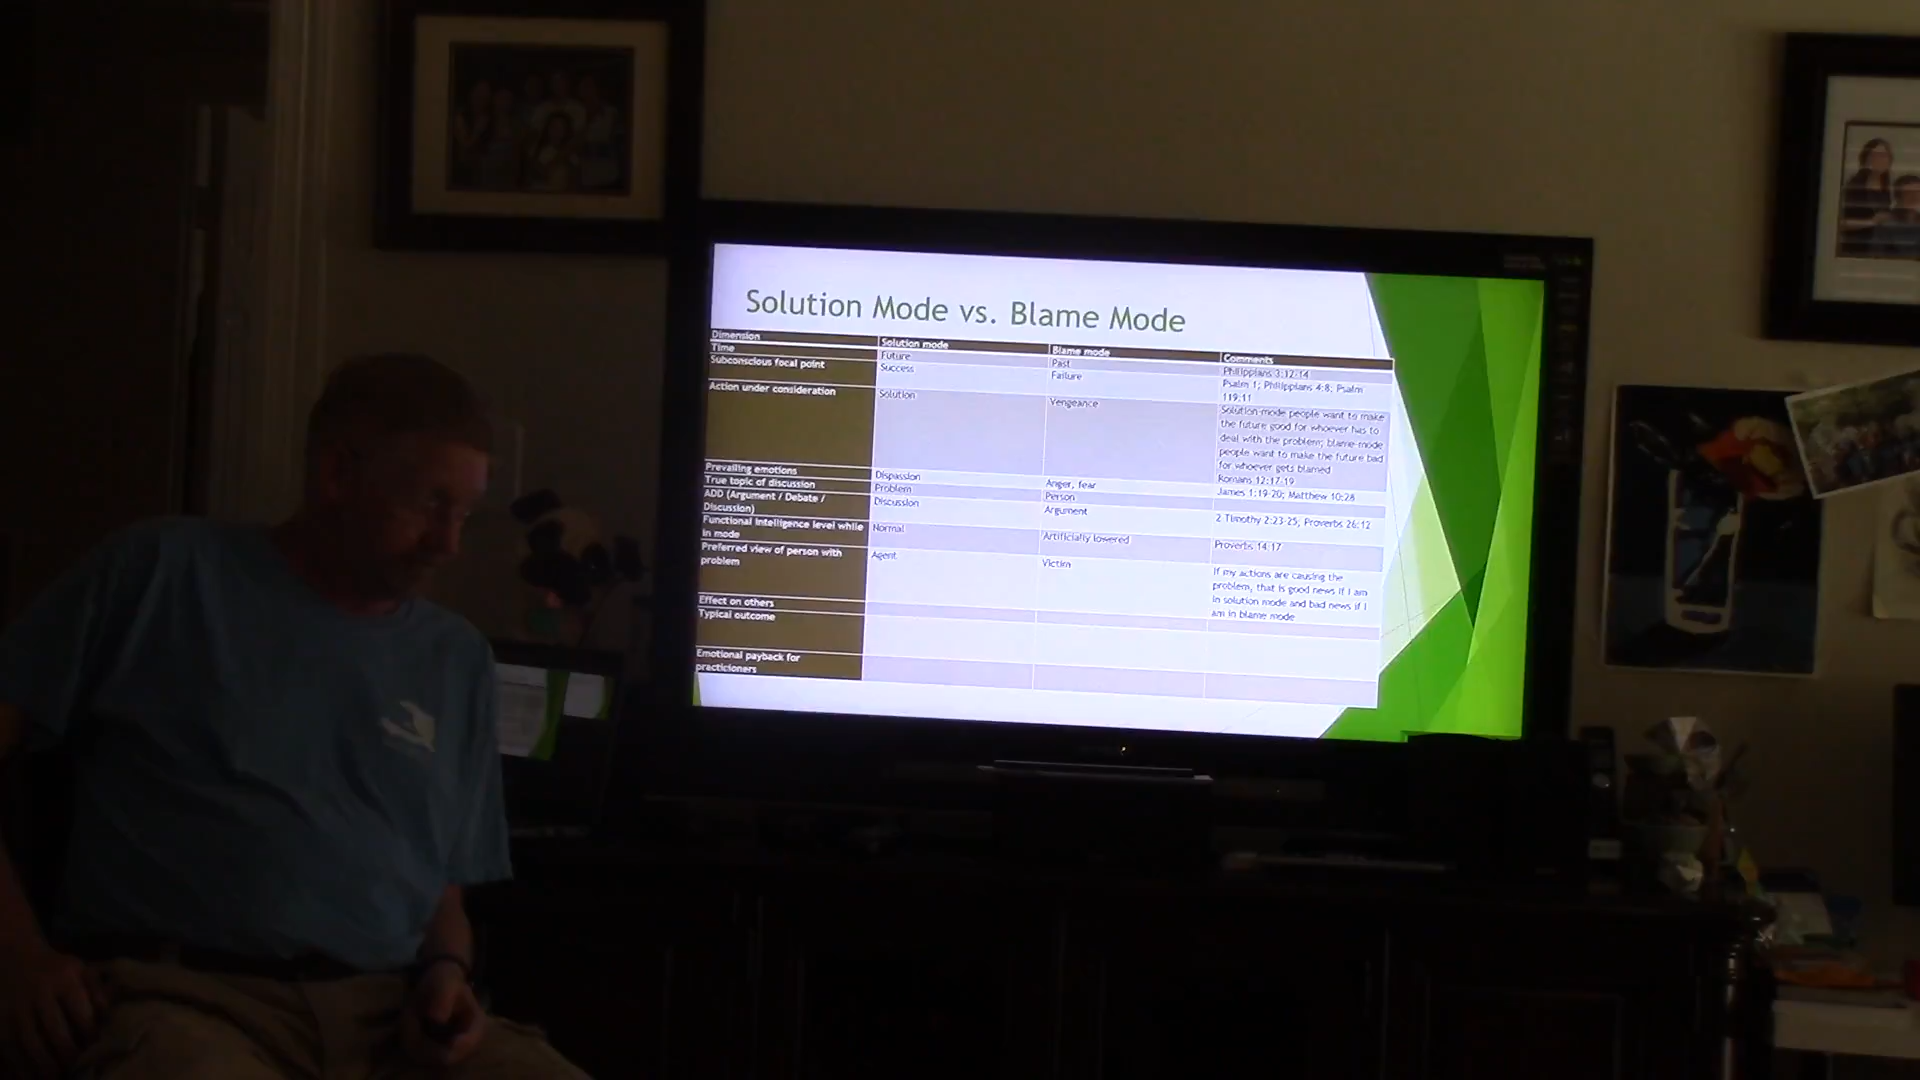 Solution Mode vs. Blame Mode
Dimension Solution mode Blame mode Comments
Time Future Past Philippians 3:12-14
Subconscious focal point Success Failure Psalm 1; Philippians 4:8; Psalm
119:11
Action under consideration Solution Vengeance Solution-mode people want to make
the future good for whoever has to
deal with the problem; blame-mode
people want to make the future bad
for whoever gets blamed
Romans 12:17-19
Prevailing emotions Dispassion Anger, fear James 1:19-20; Matthew 10:28
True topic of discussion Problem Person
ADD (Argument / Debate / Discussion Argument 2 Timothy 2:23-25; Proverbs 26:12
Discussion)
Functional intelligence level while Normal Artificially lowered Proverbs 14:17
in mode
Preferred view of person with Agent Victim If my actions are causing the
problem problem, that is good news if I am
in solution mode and bad news if I
am in blame mode
Effect on others
Typical outcome
Emotional payback for
practicioners